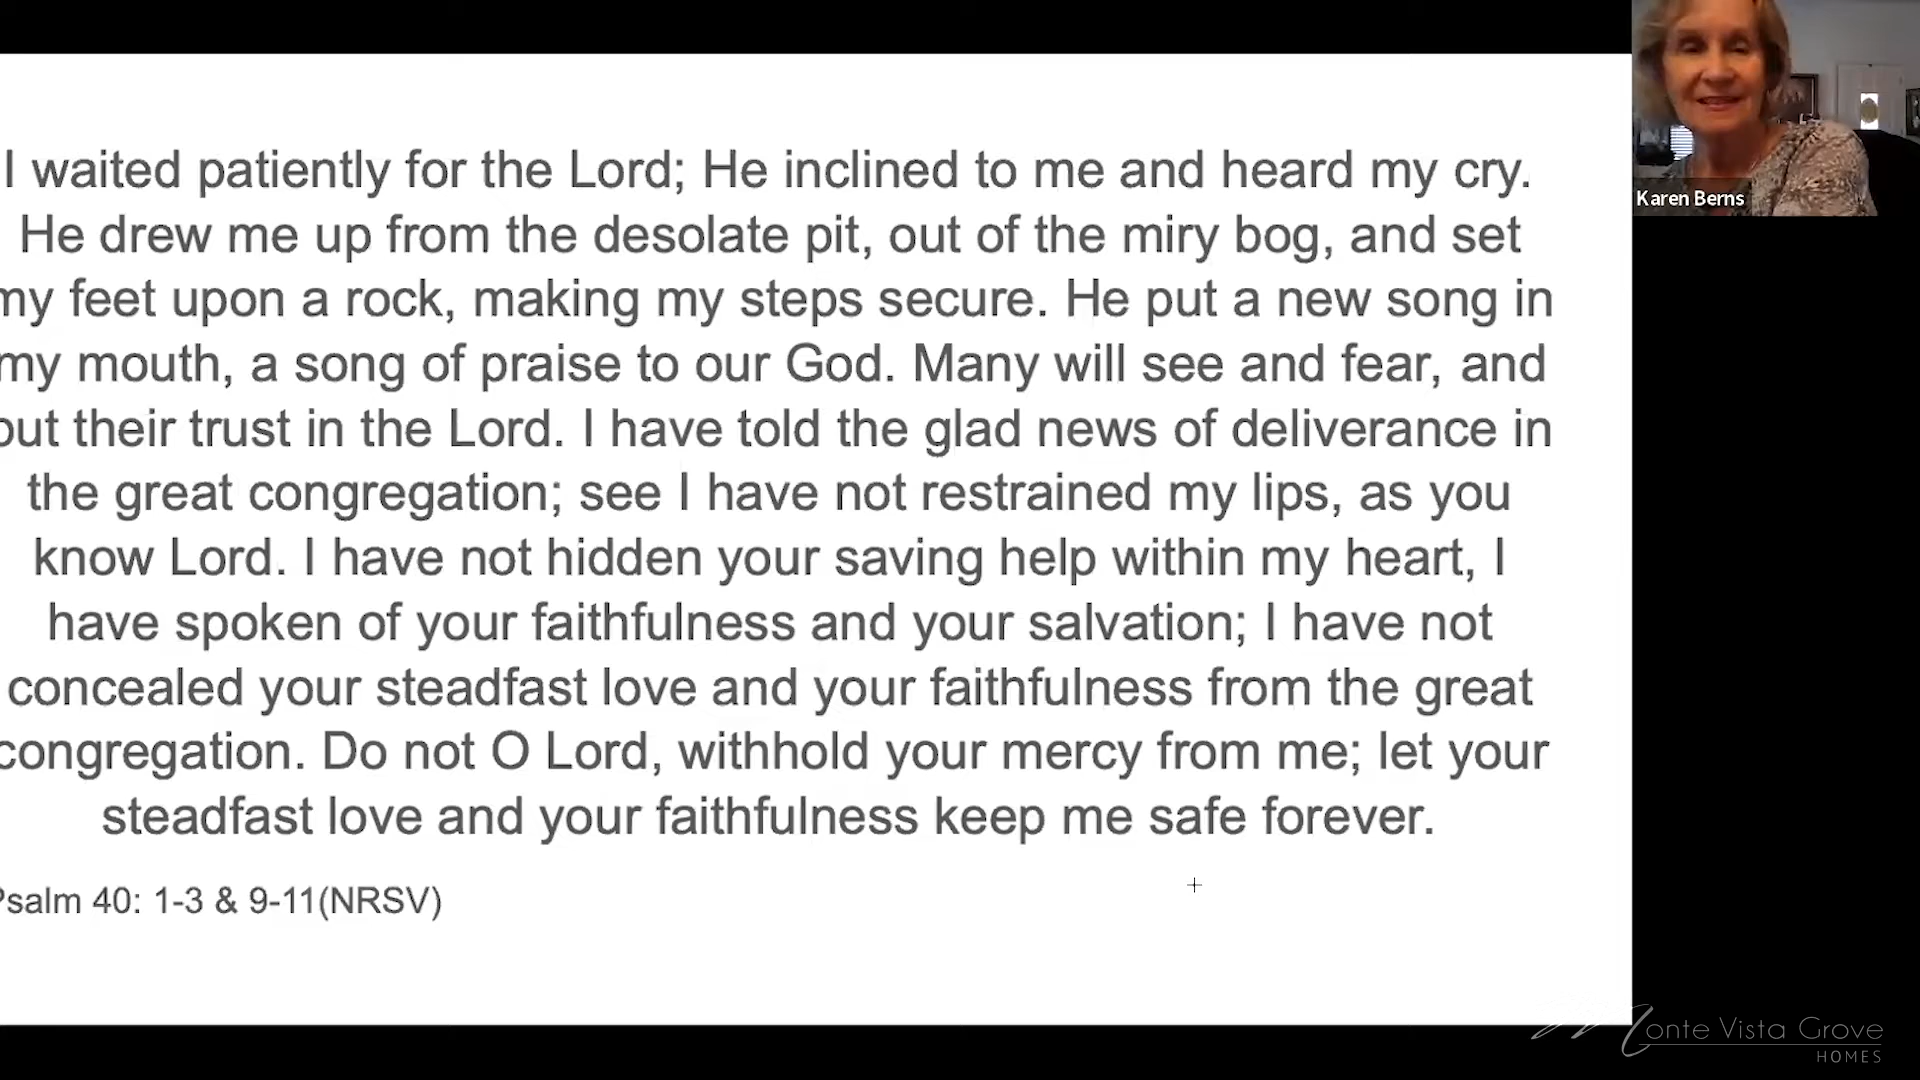 I waited patiently for the Lord; He inclined to me and heard my cry.
He drew me up from the desolate pit, out of the miry bog, and set
my feet upon a rock, making my steps secure. He put a new song in
my mouth, a song of praise to our God. Many will see and fear, and
put their trust in the Lord. I have told the glad news of deliverance in
the great congregation; see I have not restrained my lips, as you
know Lord. I have not hidden your saving help within my heart, I
have spoken of your faithfulness and your salvation; I have not
concealed your steadfast love and your faithfulness from the great
congregation. Do not O Lord, withhold your mercy from me; let your
steadfast love and your faithfulness keep me safe forever.
Psalm 40: 1-3 & 9-11(NRSV)
Karen Berns
Monte Vista Grove
HOMES